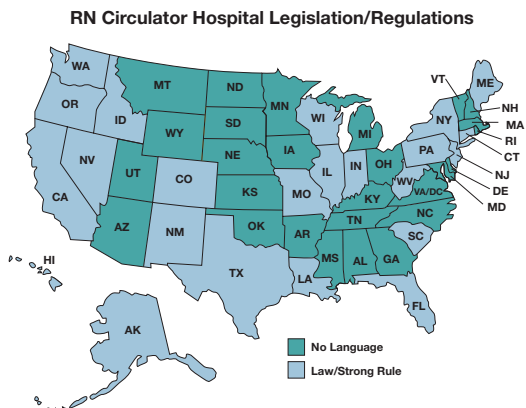 RN Circulator Hospital Legislation/Regulations
WA
MT
ND
MN
VT
ME
OR
ID
SD
WI
NY
NH
MA
WY
MI
RI
CT
NV
NE
IA
PA
NJ
UT
CO
IL
IN
OH
DE
CA
KS
MO
WV
VA/DC
MD
KY
AZ
NM
OK
AR
TN
NC
SC
MS
AL
GA
TX
LA
HI
FL
AK
No Language
Law/Strong Rule